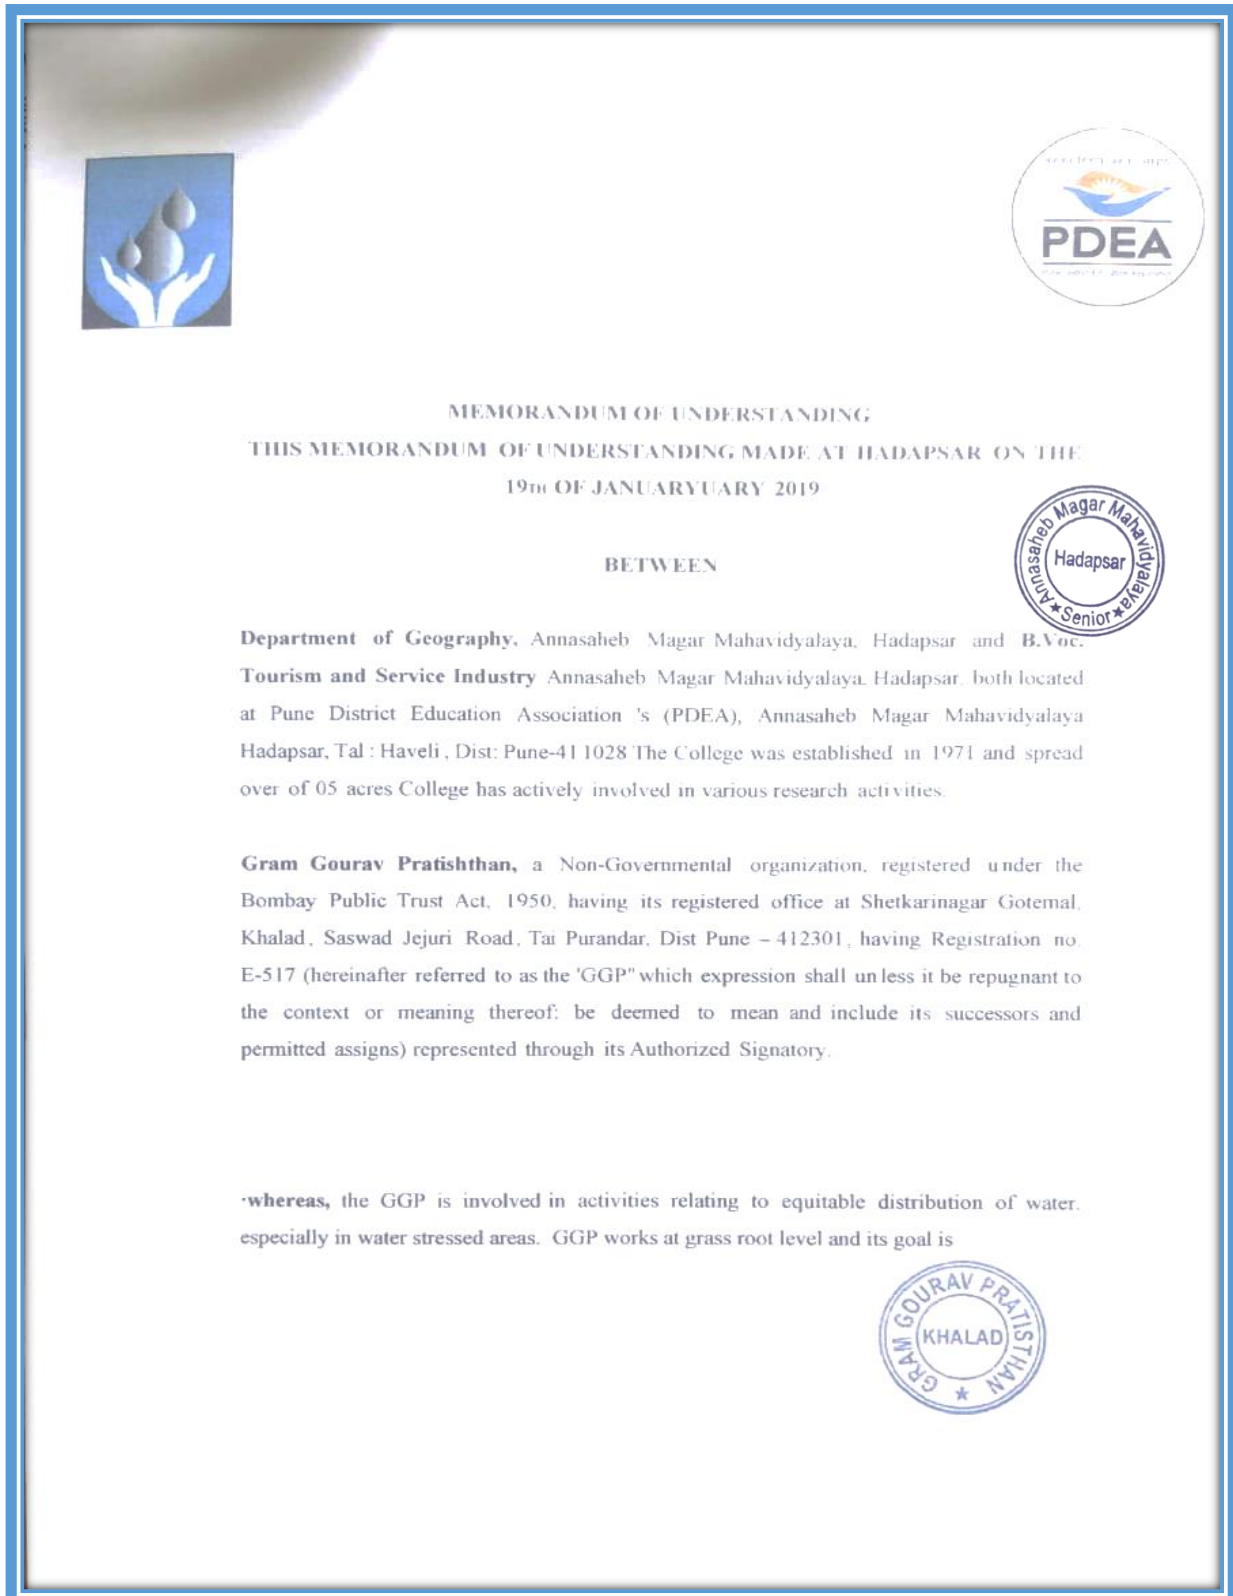 PDEA
MEMORANDUM OF UNDERSTANDING
THIS MEMORANDUM OF UNDERSTANDING MADE AT HADAPSAR ON THE
19TH OF JANUARYUARY 2019
Annasaheb Magar Mahavidyalaya
Hadapsar
★Senior★
BETWEEN
Department of Geography, Annasaheb Magar Mahavidyalaya, Hadapsar and B.Voc.
Tourism and Service Industry Annasaheb Magar Mahavidyalaya. Hadapsar. both located
at Pune District Education Association 's (PDEA), Annasaheb Magar Mahavidyalaya
Hadapsar, Tal : Haveli , Dist: Pune-41 1028 The College was established in 1971 and spread
over of 05 acres College has actively involved in various research activities.
Gram Gourav Pratishthan, a Non-Governmental organization, registered under the
Bombay Public Trust Act, 1950, having its registered office at Shetkarinagar Gotemal,
Khalad, Saswad Jejuri Road, Tai Purandar, Dist Pune – 412301, having Registration no.
E-517 (hereinafter referred to as the 'GGP" which expression shall unless it be repugnant to
the context or meaning thereof: be deemed to mean and include its successors and
permitted assigns) represented through its Authorized Signatory.
·whereas, the GGP is involved in activities relating to equitable distribution of water.
especially in water stressed areas. GGP works at grass root level and its goal is
GRAM GOURAV PRATISTHAN
KHALAD
★